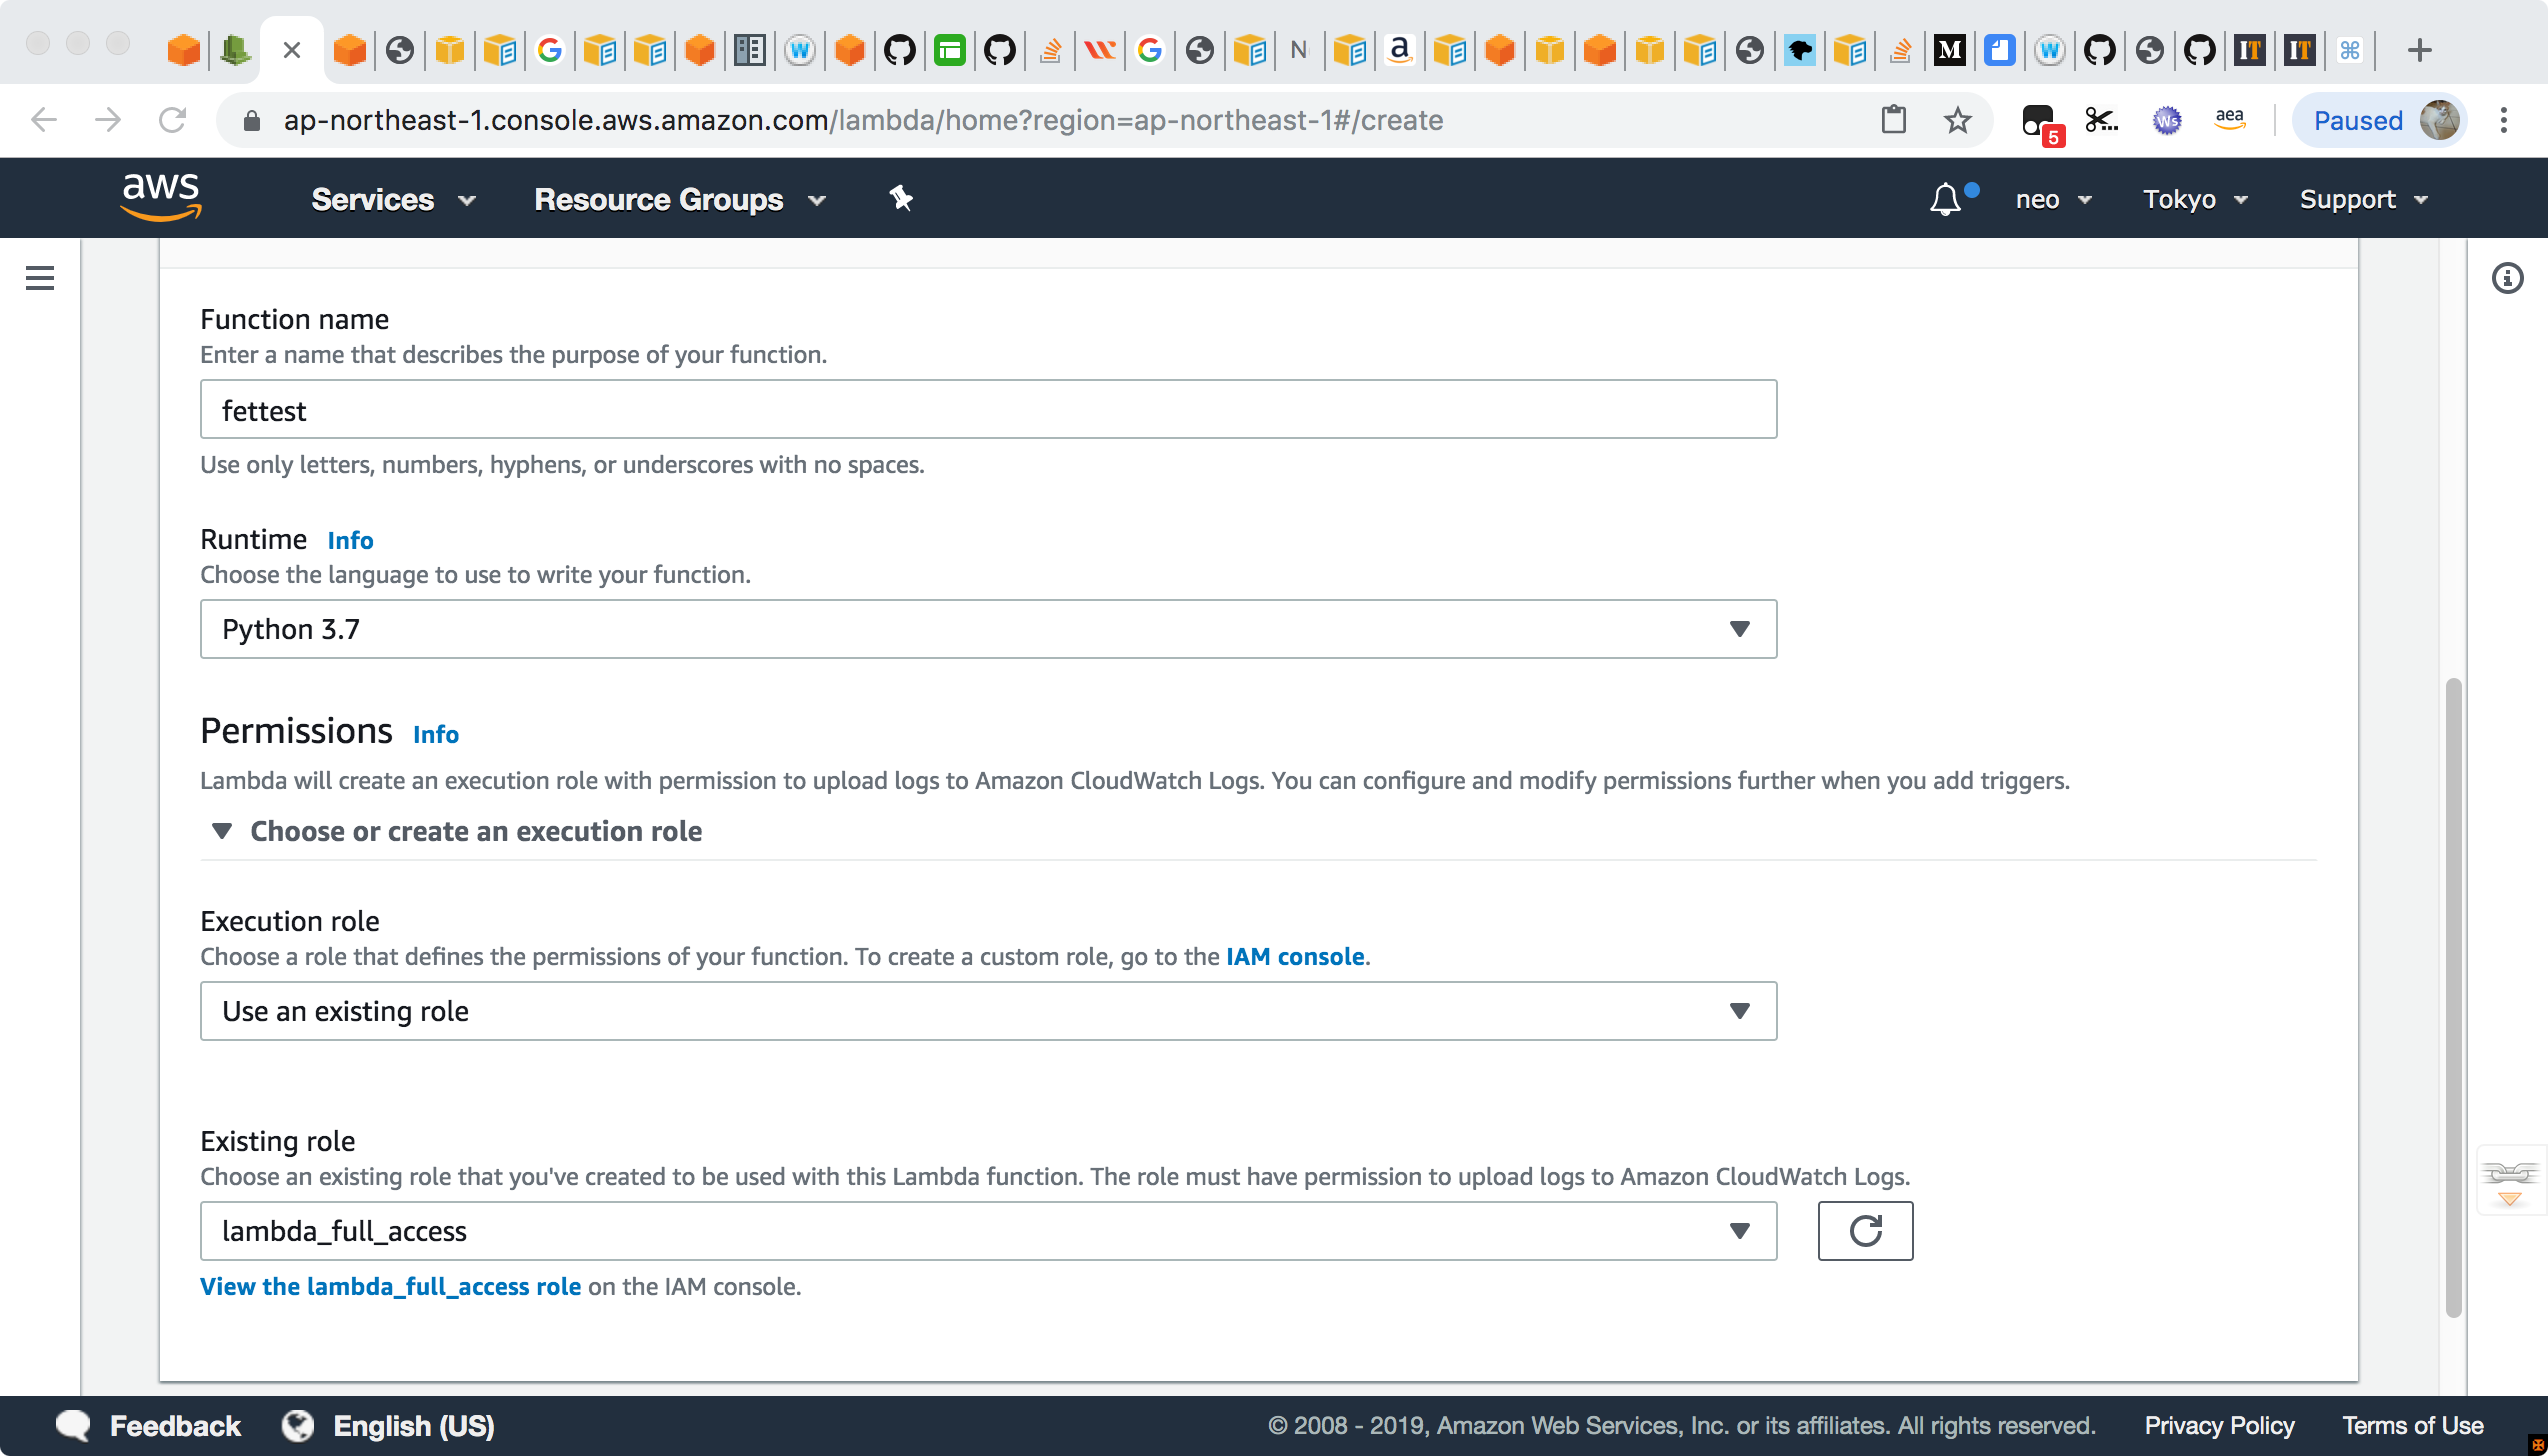 N
a
M
W
IT
IT
ap-northeast-1.console.aws.amazon.com/lambda/home?region=ap-northeast-1#/create
5
Ws
aea
Paused
aws
Services
Resource Groups
neo
Tokyo
Support
Function name
Enter a name that describes the purpose of your function.
fettest
Use only letters, numbers, hyphens, or underscores with no spaces.
Runtime Info
Choose the language to use to write your function.
Python 3.7
Permissions Info
Lambda will create an execution role with permission to upload logs to Amazon CloudWatch Logs. You can configure and modify permissions further when you add triggers.
Choose or create an execution role
Execution role
Choose a role that defines the permissions of your function. To create a custom role, go to the IAM console.
Use an existing role
Existing role
Choose an existing role that you've created to be used with this Lambda function. The role must have permission to upload logs to Amazon CloudWatch Logs.
lambda_full_access
View the lambda_full_access role on the IAM console.
Feedback
English (US)
© 2008 - 2019, Amazon Web Services, Inc. or its affiliates. All rights reserved.
Privacy Policy
Terms of Use